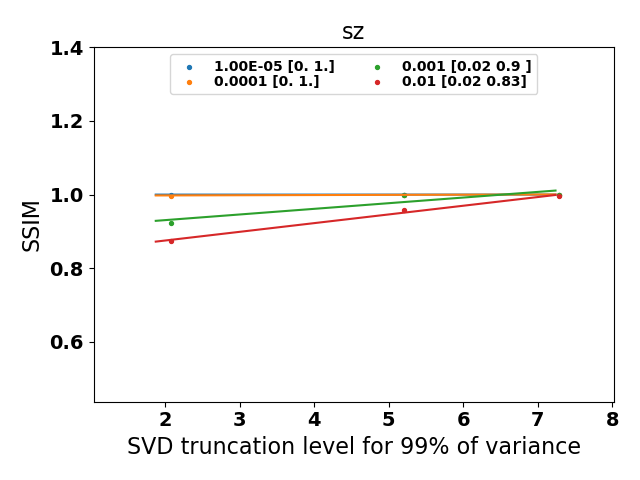 sz
1.00E-05 [0. 1.]
0.0001 [0. 1.]
0.001 [0.02 0.9 ]
0.01 [0.02 0.83]
1.4
1.2
1.0
0.8
0.6
SSIM
2 3 4 5 6 7 8
SVD truncation level for 99% of variance